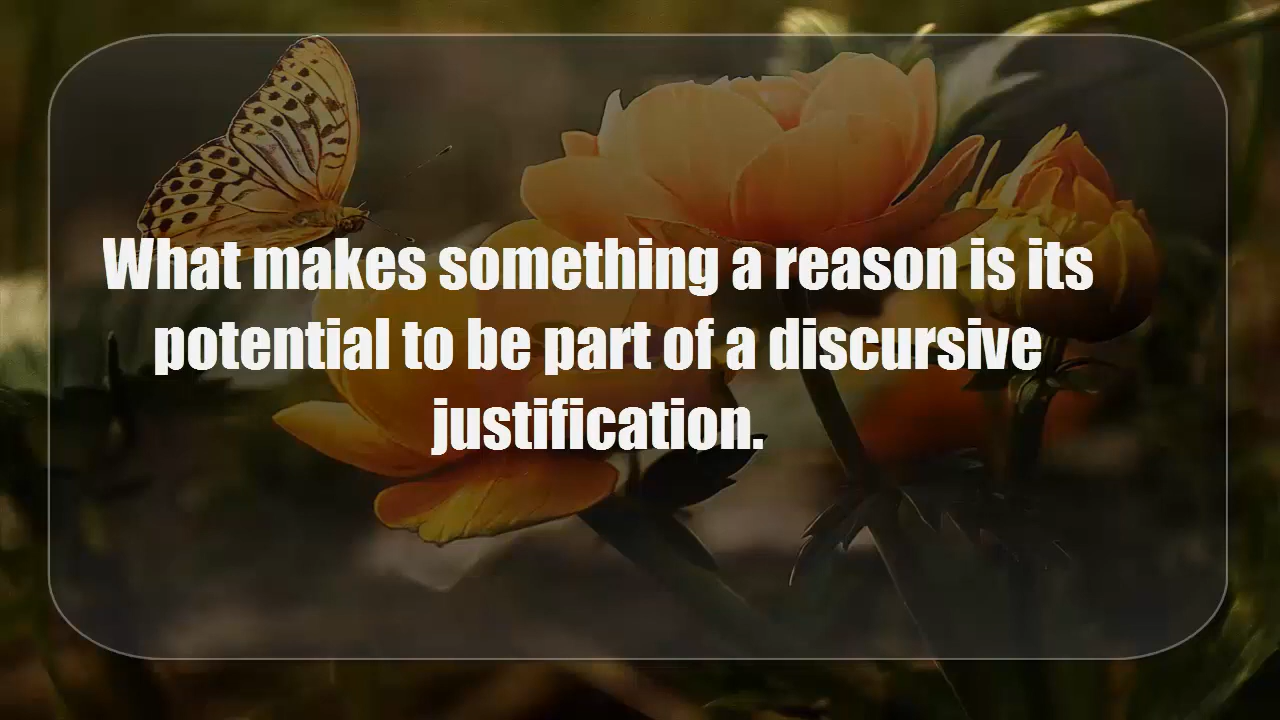 What makes something a reason is its
potential to be part of a discursive
justification.